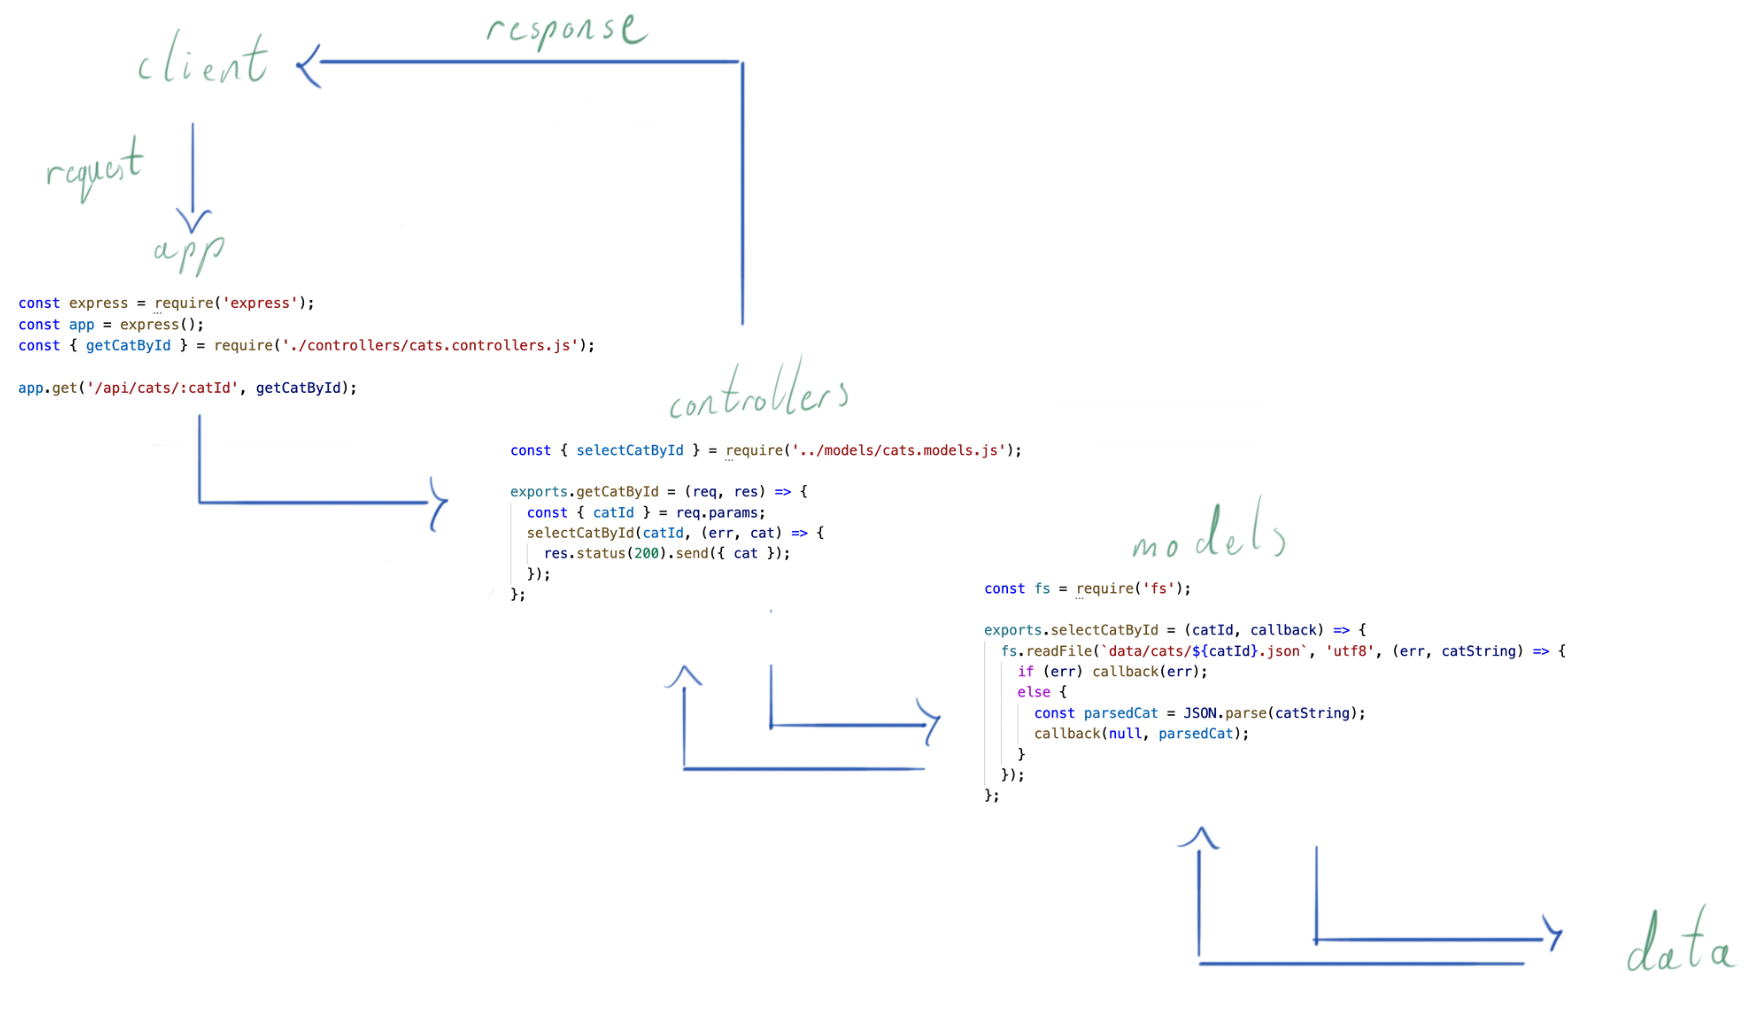 response
client
request
app
const express = require('express');
const app = express();
const { getCatById } = require('./controllers/cats.controllers.js');
app.get('/api/cats/:catId', getCatById);
controllers
const { selectCatById } = require('../models/cats.models.js');
exports.getCatById = (req, res) => {
const { catId } = req.params;
selectCatById(catId, (err, cat) => {
res.status(200).send({ cat });
});
};
models
const fs = require('fs');
exports.selectCatById = (catId, callback) => {
fs.readFile(`data/cats/${catId}.json`, 'utf8', (err, catString) => {
if (err) callback(err);
else {
const parsedCat = JSON.parse(catString);
callback(null, parsedCat);
}
});
};
data